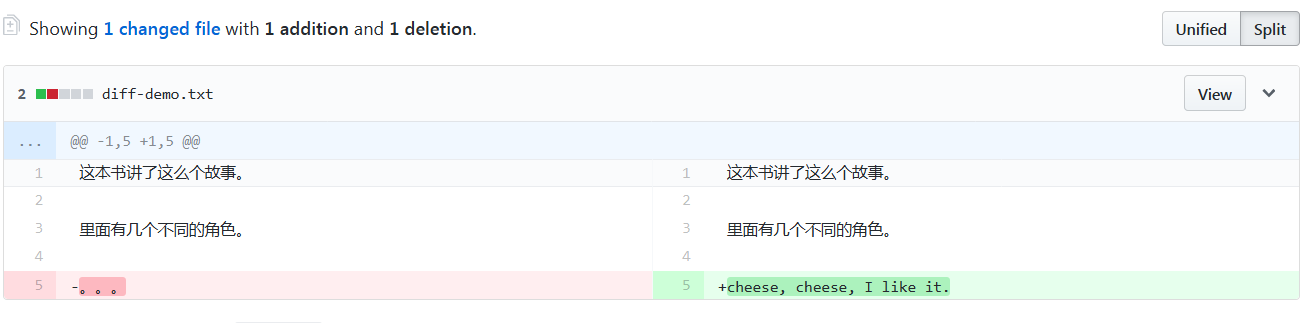 Showing 1 changed file with 1 addition and 1 deletion.
Unified Split
2 diff-demo.txt View
... @@ -1,5 +1,5 @@
1 这本书讲了这么个故事。 1 这本书讲了这么个故事。
2 2
3 里面有几个不同的角色。 3 里面有几个不同的角色。
4 4
5 -。。。 5 +cheese, cheese, I like it.